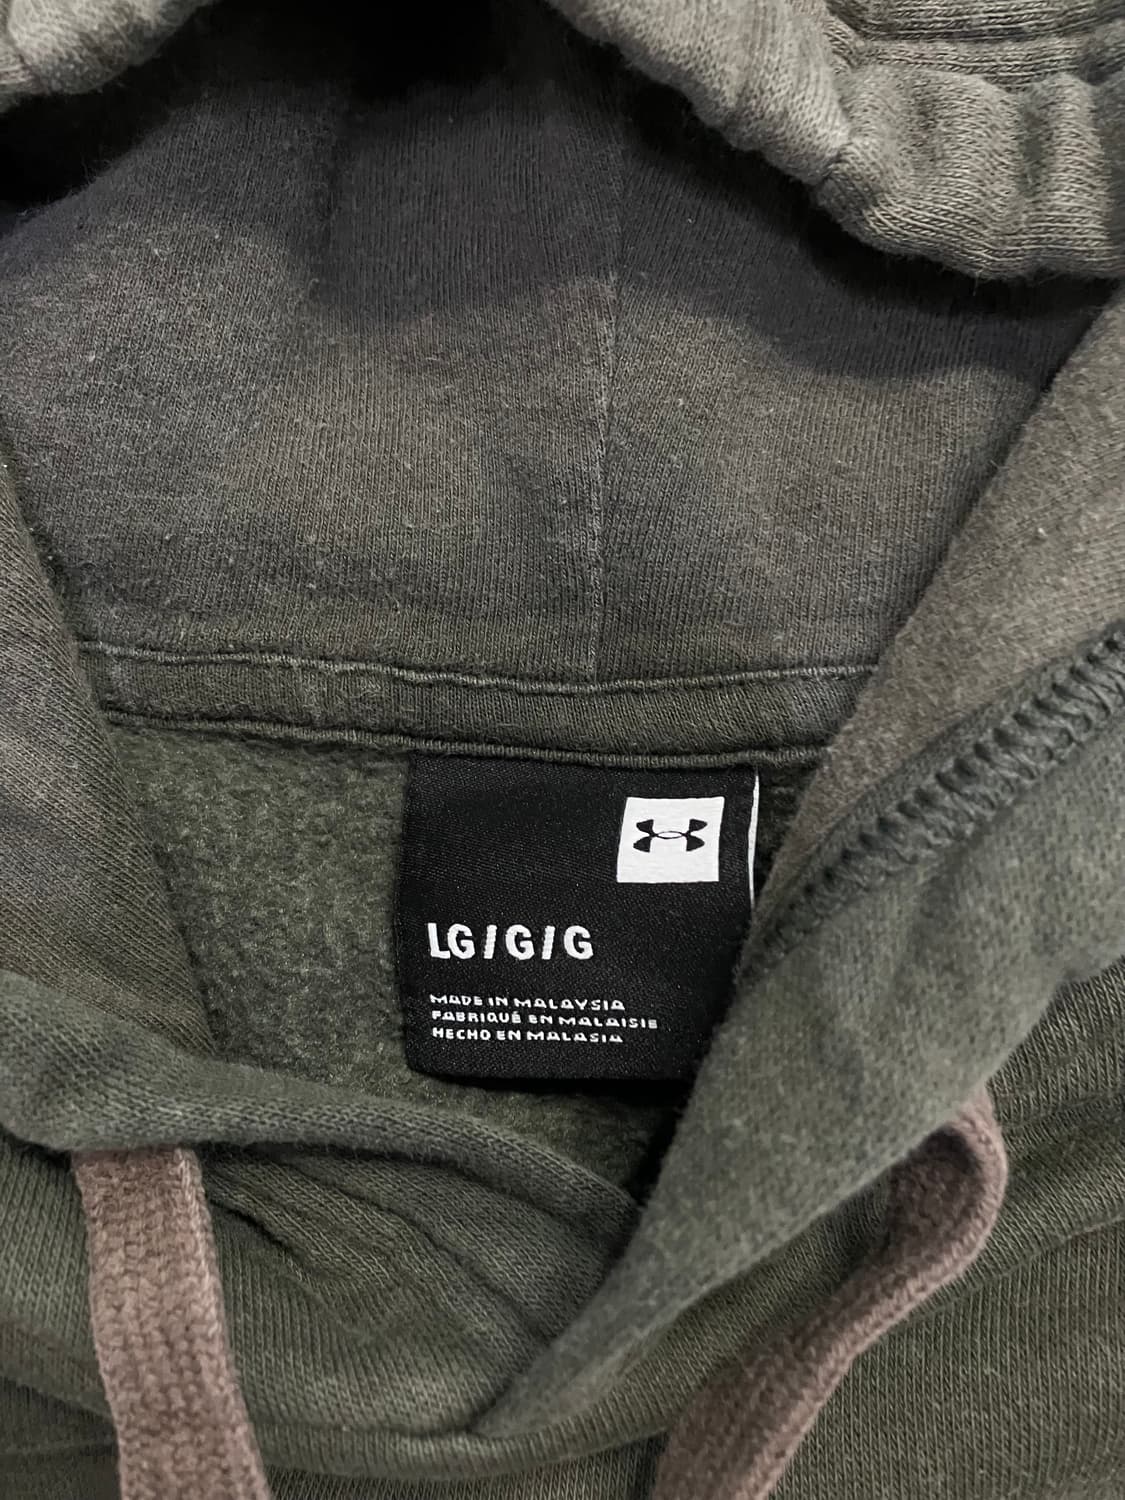 LG/G/G
MADE IN MALAYSIA
FABRIQUÉ EN MALAISIE
HECHO EN MALASIA